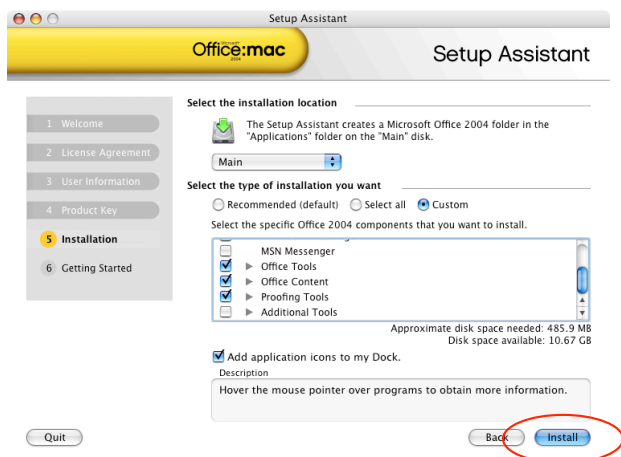 Setup Assistant
Microsoft
Office:mac
2004
Setup Assistant
1 Welcome
2 License Agreement
3 User Information
4 Product Key
5 Installation
6 Getting Started
Select the installation location
The Setup Assistant creates a Microsoft Office 2004 folder in the
"Applications" folder on the "Main" disk.
Main
Select the type of installation you want
Recommended (default) Select all Custom
Select the specific Office 2004 components that you want to install.
MSN Messenger
Office Tools
Office Content
Proofing Tools
Additional Tools
Approximate disk space needed: 485.9 MB
Disk space available: 10.67 GB
Add application icons to my Dock.
Description
Hover the mouse pointer over programs to obtain more information.
Quit Back Install